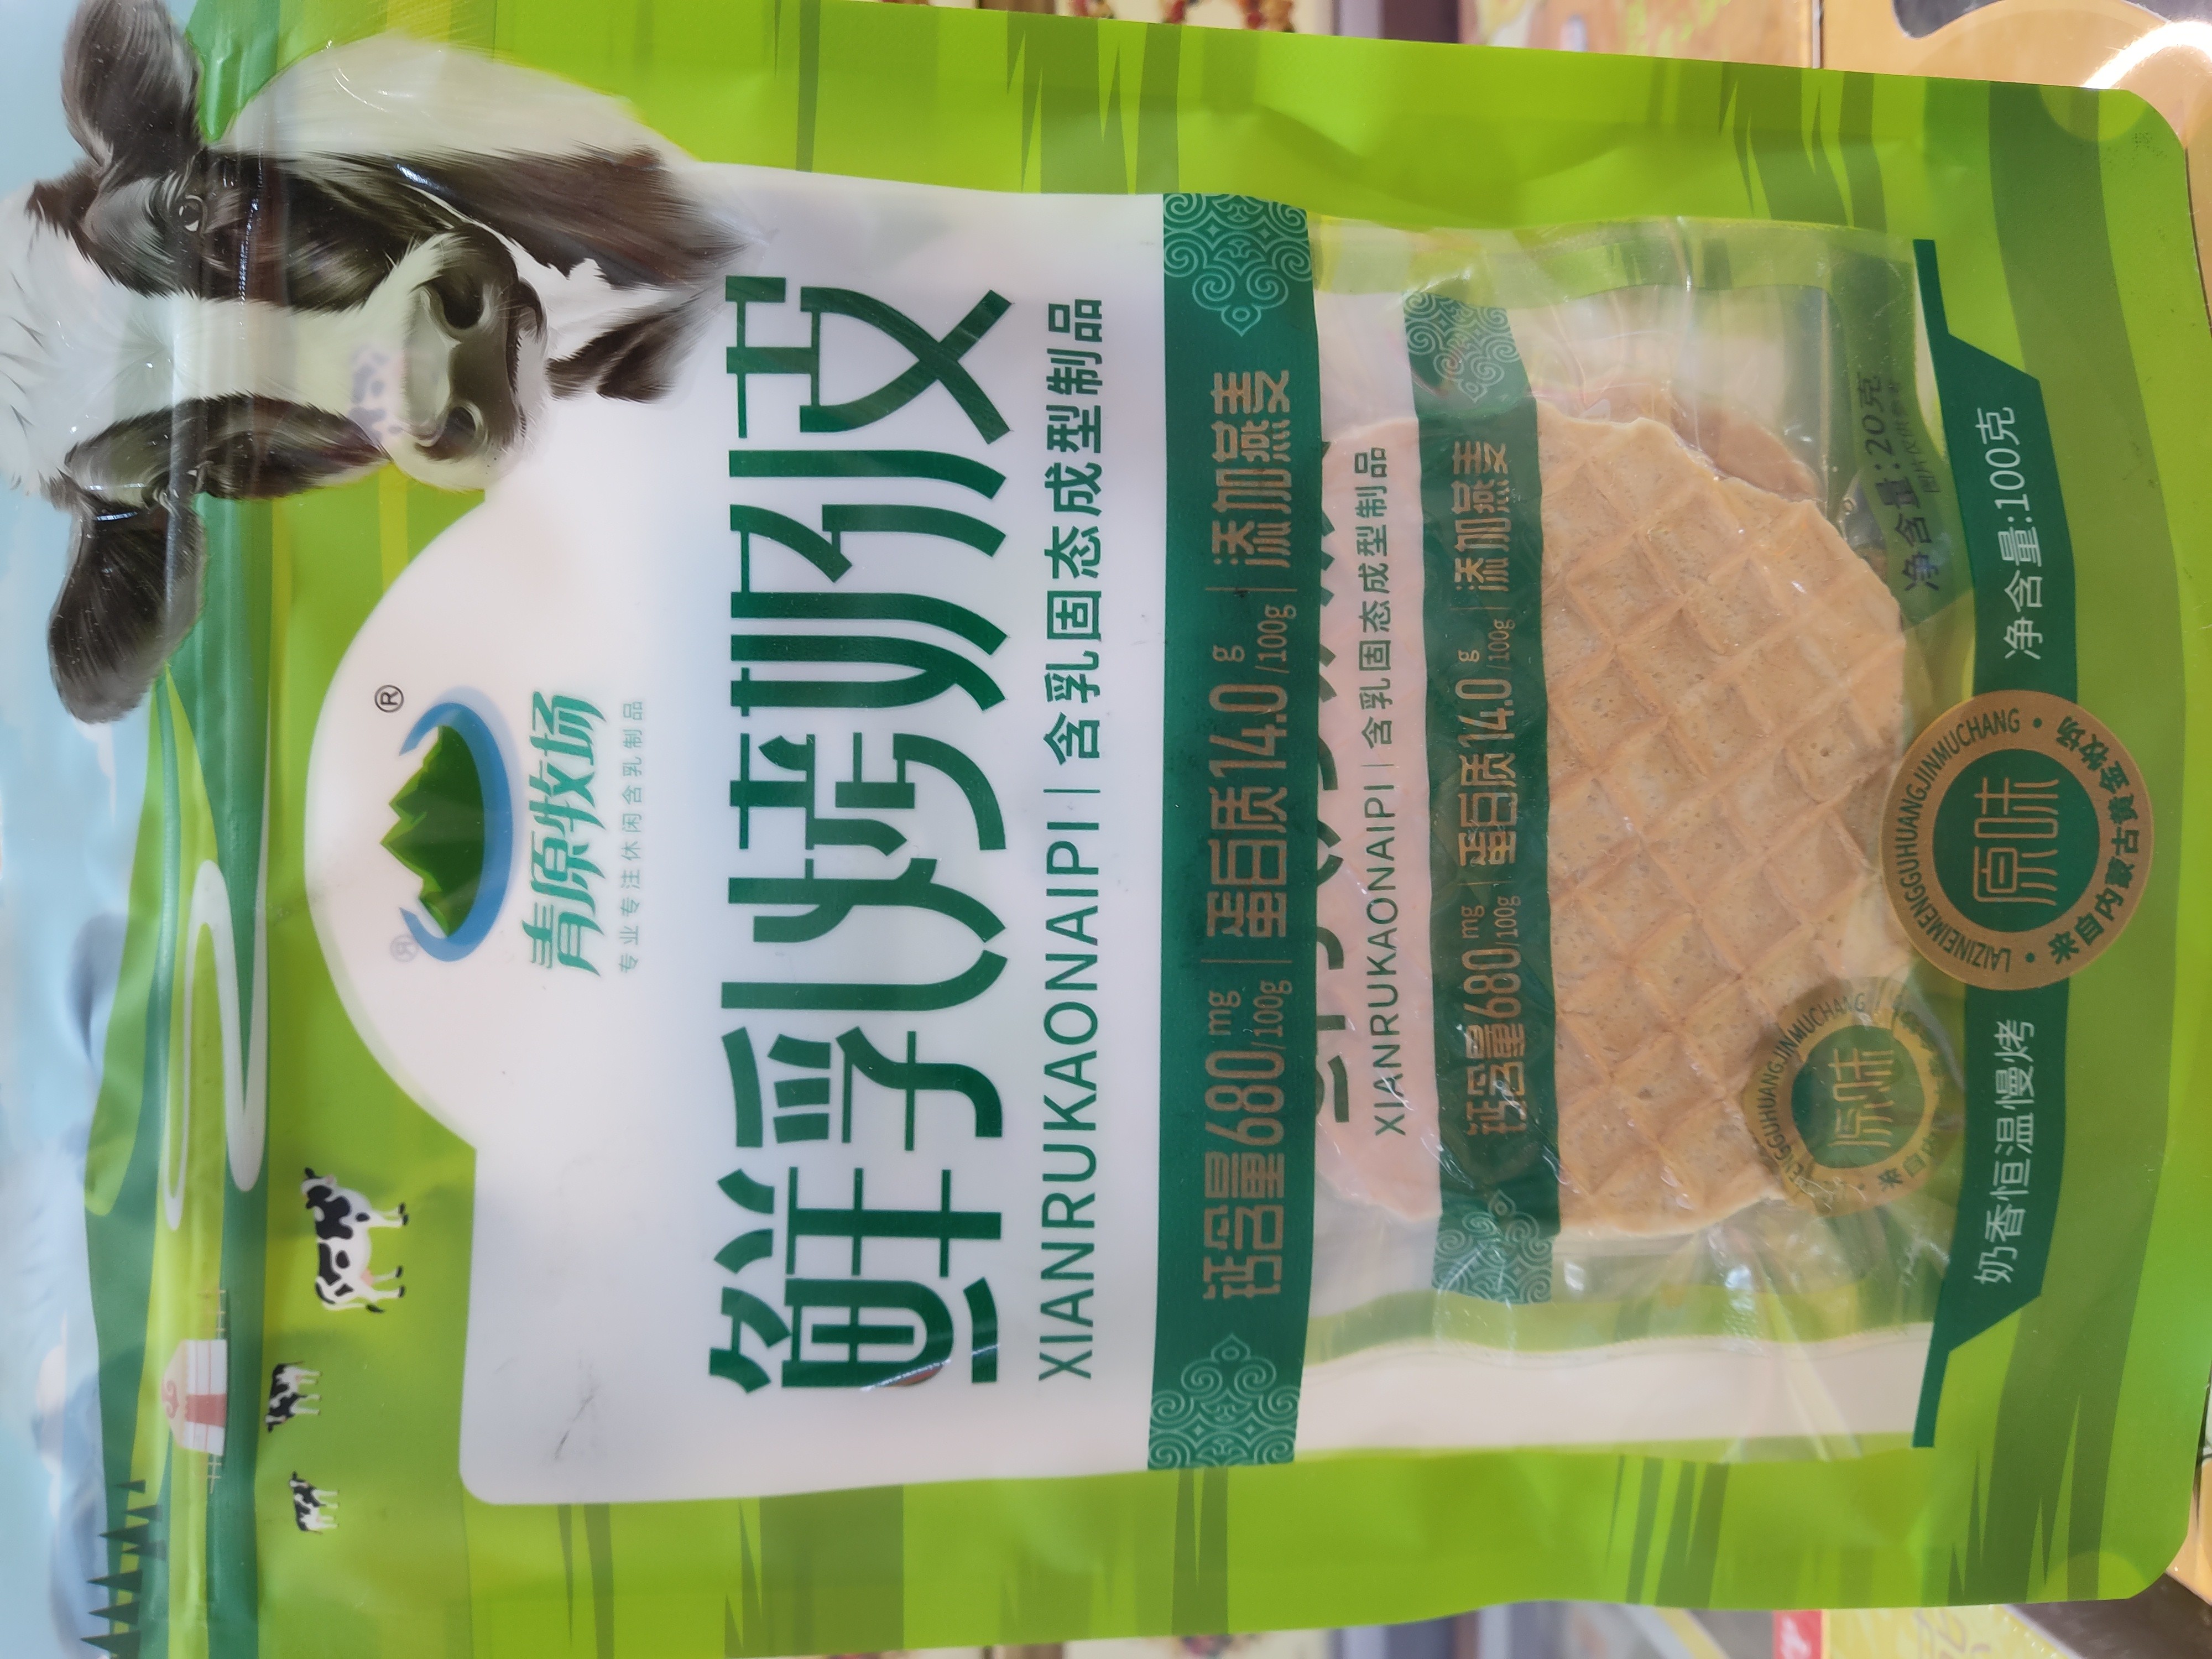 ®
青原牧场
专业专注休闲含乳制品
鲜乳烤奶皮
XIANRUKAONAIPI | 含乳固态成型制品
钙含量680mg/100g | 蛋白质14.0g/100g | 添加燕麦
XIANRUKAONAIPI | 含乳固态成型制品
钙含量680mg/100g | 蛋白质14.0g/100g | 添加燕麦
原味
净含量:20克
奶香恒温慢烤
LAIZINEIMENGGUHUANGJINMUCHANG
原味
来自内蒙古黄金牧场
净含量:100克